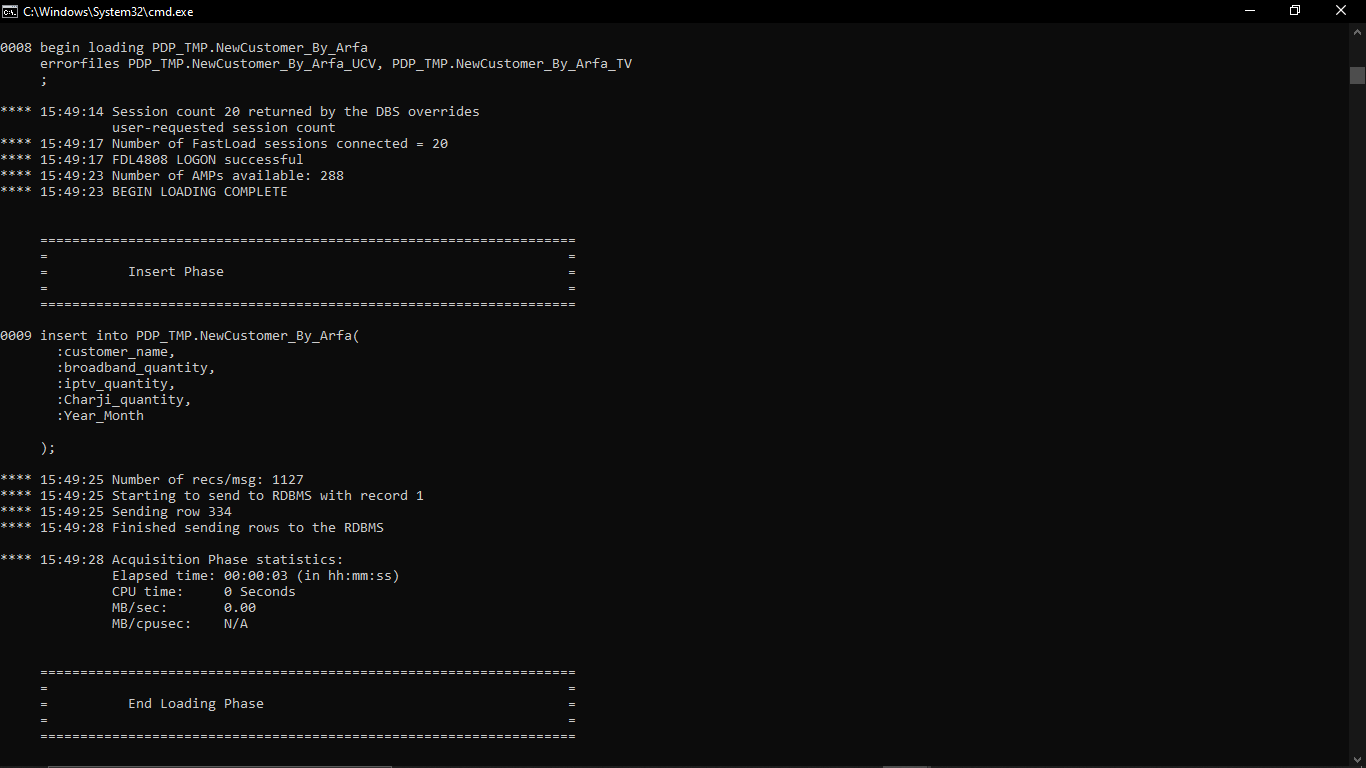 C:\Windows\System32\cmd.exe
0008 begin loading PDP_TMP.NewCustomer_By_Arfa
     errorfiles PDP_TMP.NewCustomer_By_Arfa_UCV, PDP_TMP.NewCustomer_By_Arfa_TV
     ;
**** 15:49:14 Session count 20 returned by the DBS overrides
              user-requested session count
**** 15:49:17 Number of FastLoad sessions connected = 20
**** 15:49:17 FDL4808 LOGON successful
**** 15:49:23 Number of AMPs available: 288
**** 15:49:23 BEGIN LOADING COMPLETE
     ===================================================================
     =                                                                 =
     =          Insert Phase                                           =
     =                                                                 =
     ===================================================================
0009 insert into PDP_TMP.NewCustomer_By_Arfa(
       :customer_name,
       :broadband_quantity,
       :iptv_quantity,
       :Charji_quantity,
       :Year_Month
     );
**** 15:49:25 Number of recs/msg: 1127
**** 15:49:25 Starting to send to RDBMS with record 1
**** 15:49:25 Sending row 334
**** 15:49:28 Finished sending rows to the RDBMS
**** 15:49:28 Acquisition Phase statistics:
              Elapsed time: 00:00:03 (in hh:mm:ss)
              CPU time:     0 Seconds
              MB/sec:       0.00
              MB/cpusec:    N/A
     ===================================================================
     =                                                                 =
     =          End Loading Phase                                      =
     =                                                                 =
     ===================================================================